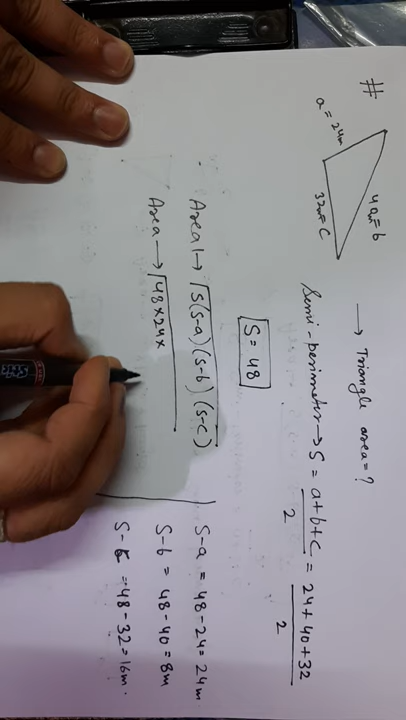 #
a = 24m
40m = b
32m = C
→ Triangle area = ?
Semi-perimeter → S = a+b+c / 2 = 24+40+32 / 2
S = 48
Area1 → √S(S-a)(S-b)(S-C)
Area → √48×24×
S-a = 48-24 = 24m
S-b = 48-40 = 8m
S-c = 48-32 = 16m.